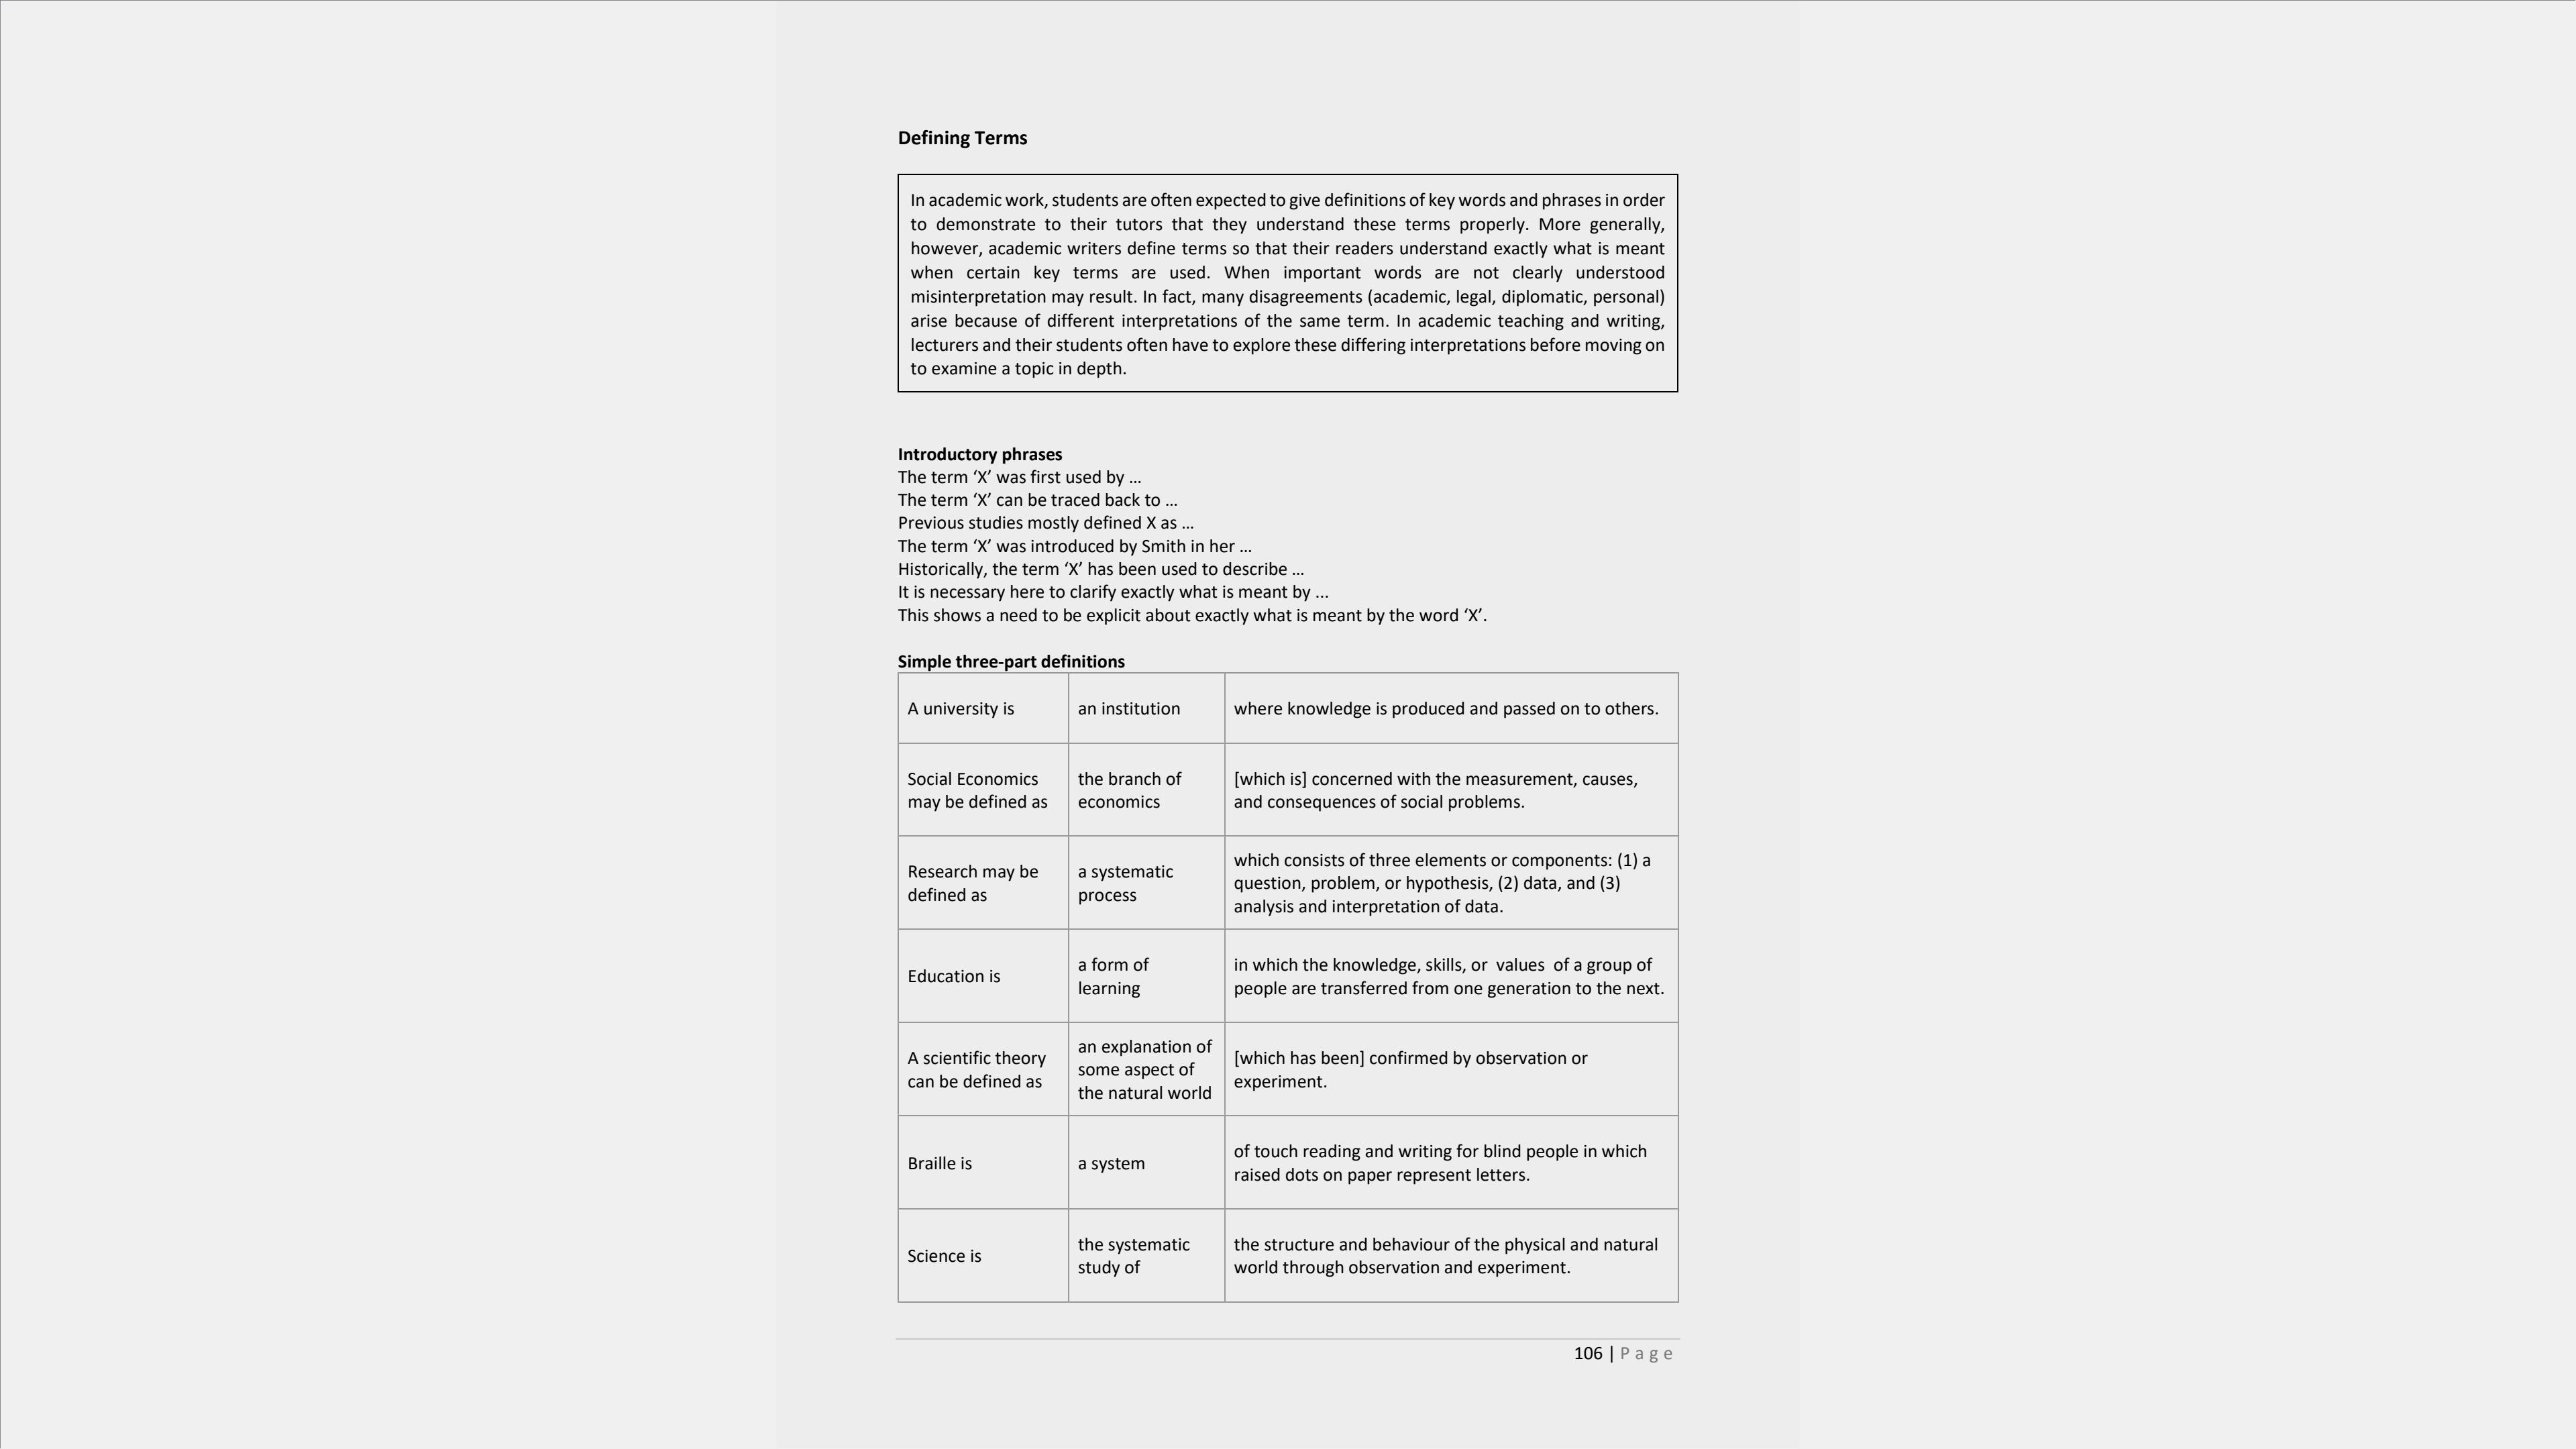 Defining Terms
In academic work, students are often expected to give definitions of key words and phrases in order
to demonstrate to their tutors that they understand these terms properly. More generally,
however, academic writers define terms so that their readers understand exactly what is meant
when certain key terms are used. When important words are not clearly understood
misinterpretation may result. In fact, many disagreements (academic, legal, diplomatic, personal)
arise because of different interpretations of the same term. In academic teaching and writing,
lecturers and their students often have to explore these differing interpretations before moving on
to examine a topic in depth.
Introductory phrases
The term ‘X’ was first used by …
The term ‘X’ can be traced back to …
Previous studies mostly defined X as …
The term ‘X’ was introduced by Smith in her …
Historically, the term ‘X’ has been used to describe …
It is necessary here to clarify exactly what is meant by ...
This shows a need to be explicit about exactly what is meant by the word ‘X’.
Simple three-part definitions
A university is
an institution
where knowledge is produced and passed on to others.
Social Economics
may be defined as
the branch of
economics
[which is] concerned with the measurement, causes,
and consequences of social problems.
Research may be
defined as
a systematic
process
which consists of three elements or components: (1) a
question, problem, or hypothesis, (2) data, and (3)
analysis and interpretation of data.
Education is
a form of
learning
in which the knowledge, skills, or  values  of a group of
people are transferred from one generation to the next.
A scientific theory
can be defined as
an explanation of
some aspect of
the natural world
[which has been] confirmed by observation or
experiment.
Braille is
a system
of touch reading and writing for blind people in which
raised dots on paper represent letters.
Science is
the systematic
study of
the structure and behaviour of the physical and natural
world through observation and experiment.
106 | Page